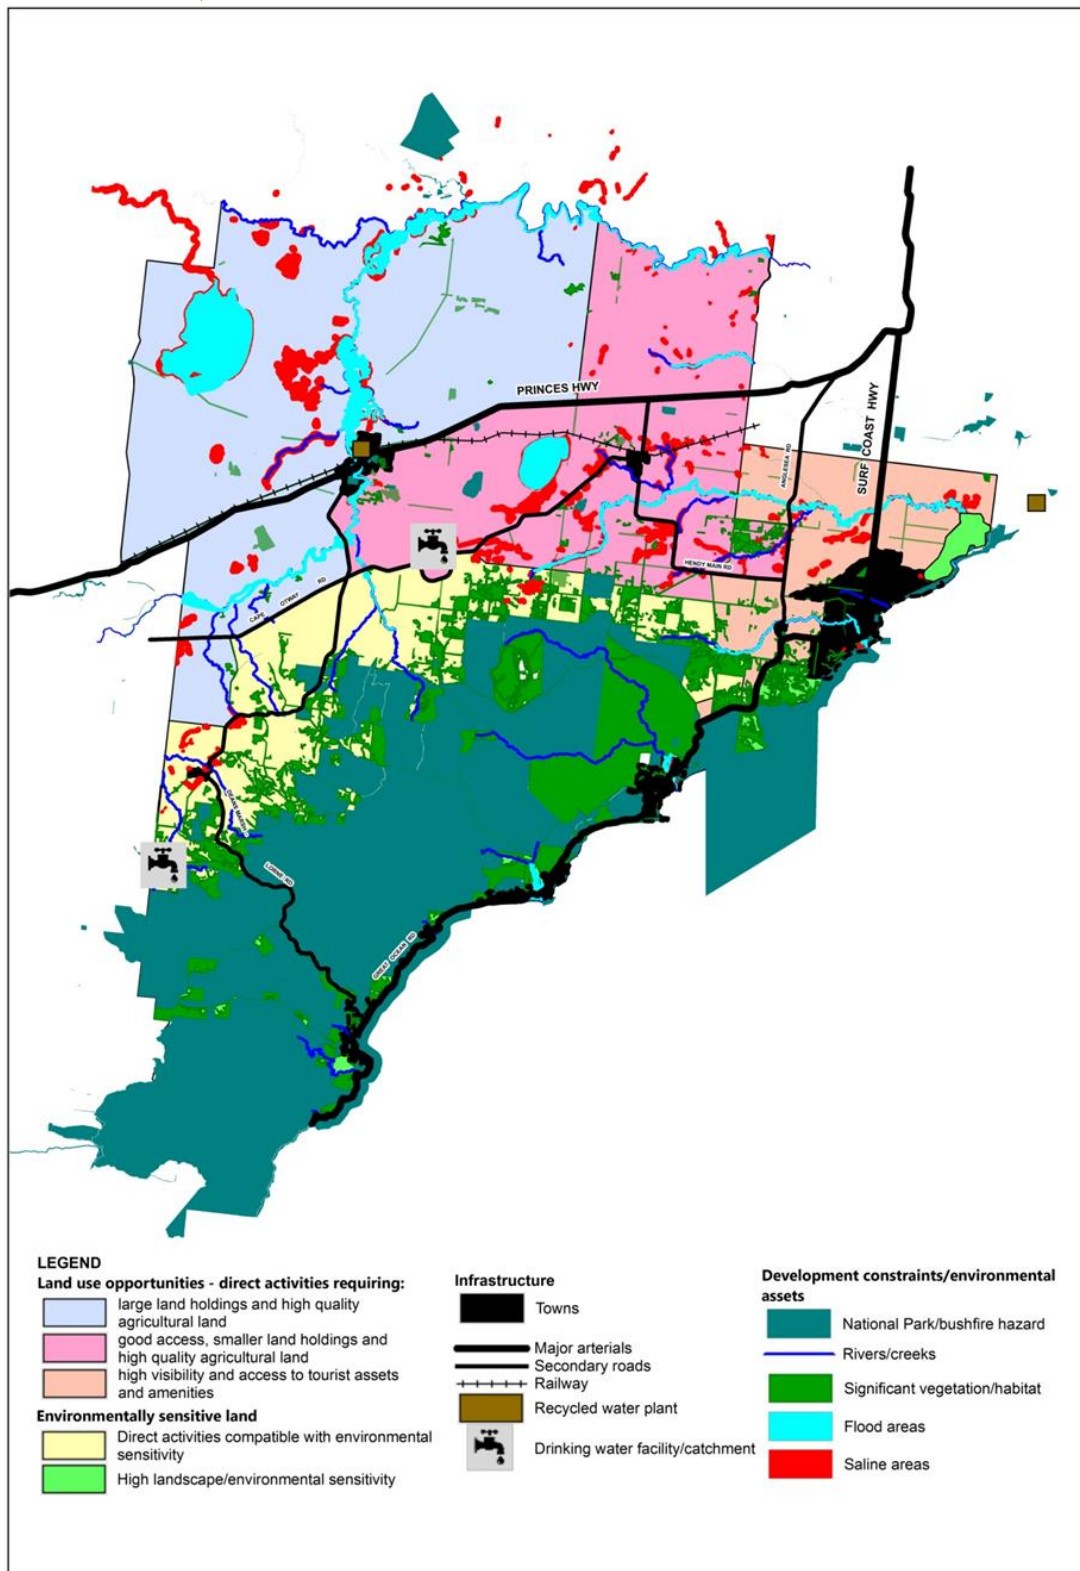 PRINCES HWY
SURF COAST HWY
ANGLESEA RD
HENDY MAIN RD
CAPE OTWAY RD
DEANS MARSH
LORNE RD
GREAT OCEAN RD
LEGEND
Land use opportunities - direct activities requiring:
large land holdings and high quality
agricultural land
good access, smaller land holdings and
high quality agricultural land
high visibility and access to tourist assets
and amenities
Environmentally sensitive land
Direct activities compatible with environmental
sensitivity
High landscape/environmental sensitivity
Infrastructure
Towns
Major arterials
Secondary roads
Railway
Recycled water plant
Drinking water facility/catchment
Development constraints/environmental
assets
National Park/bushfire hazard
Rivers/creeks
Significant vegetation/habitat
Flood areas
Saline areas